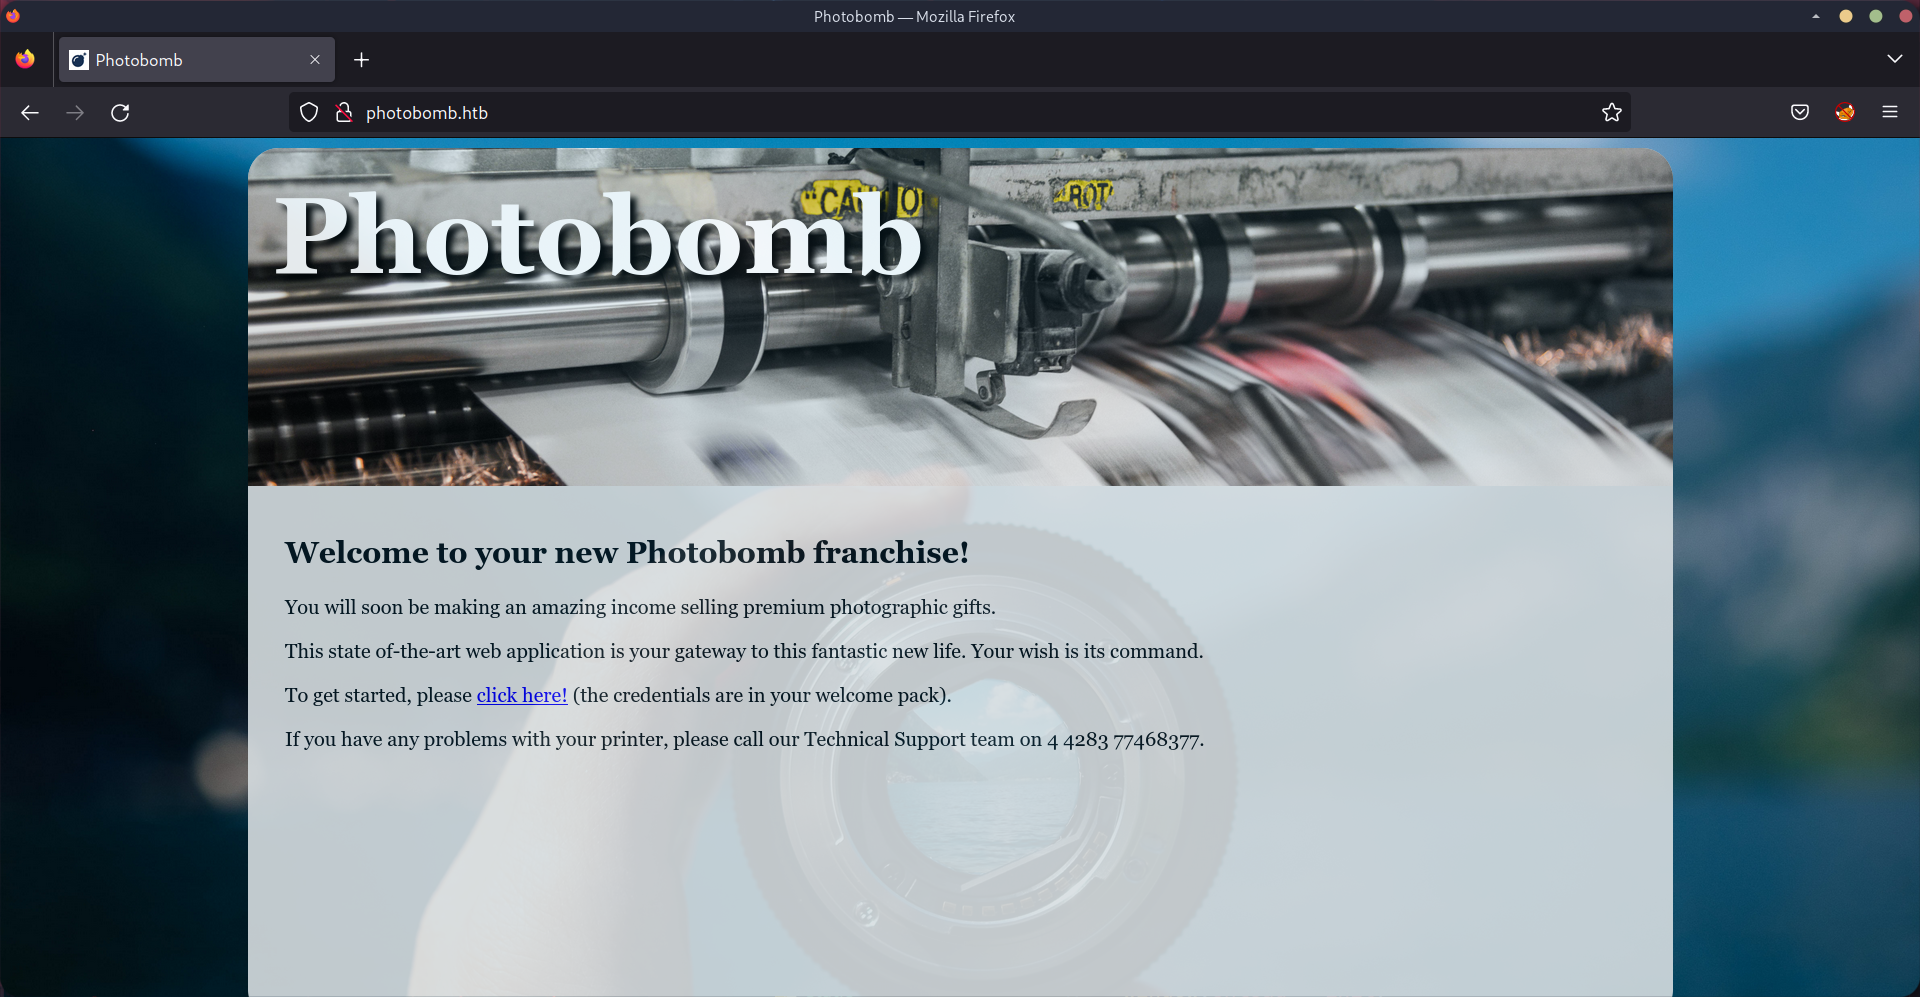 Photobomb — Mozilla Firefox
Photobomb
photobomb.htb
Photobomb
Welcome to your new Photobomb franchise!
You will soon be making an amazing income selling premium photographic gifts.
This state of-the-art web application is your gateway to this fantastic new life. Your wish is its command.
To get started, please click here! (the credentials are in your welcome pack).
If you have any problems with your printer, please call our Technical Support team on 4 4283 77468377.